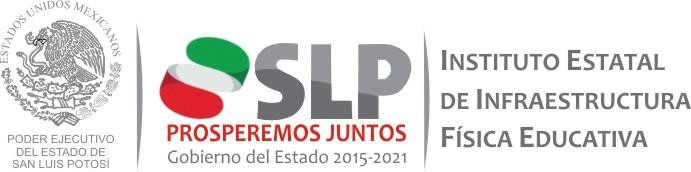 ESTADOS UNIDOS MEXICANOS
PODER EJECUTIVO
DEL ESTADO DE
SAN LUIS POTOSÍ
SLP
PROSPEREMOS JUNTOS
Gobierno del Estado 2015-2021
INSTITUTO ESTATAL
DE INFRAESTRUCTURA
FÍSICA EDUCATIVA